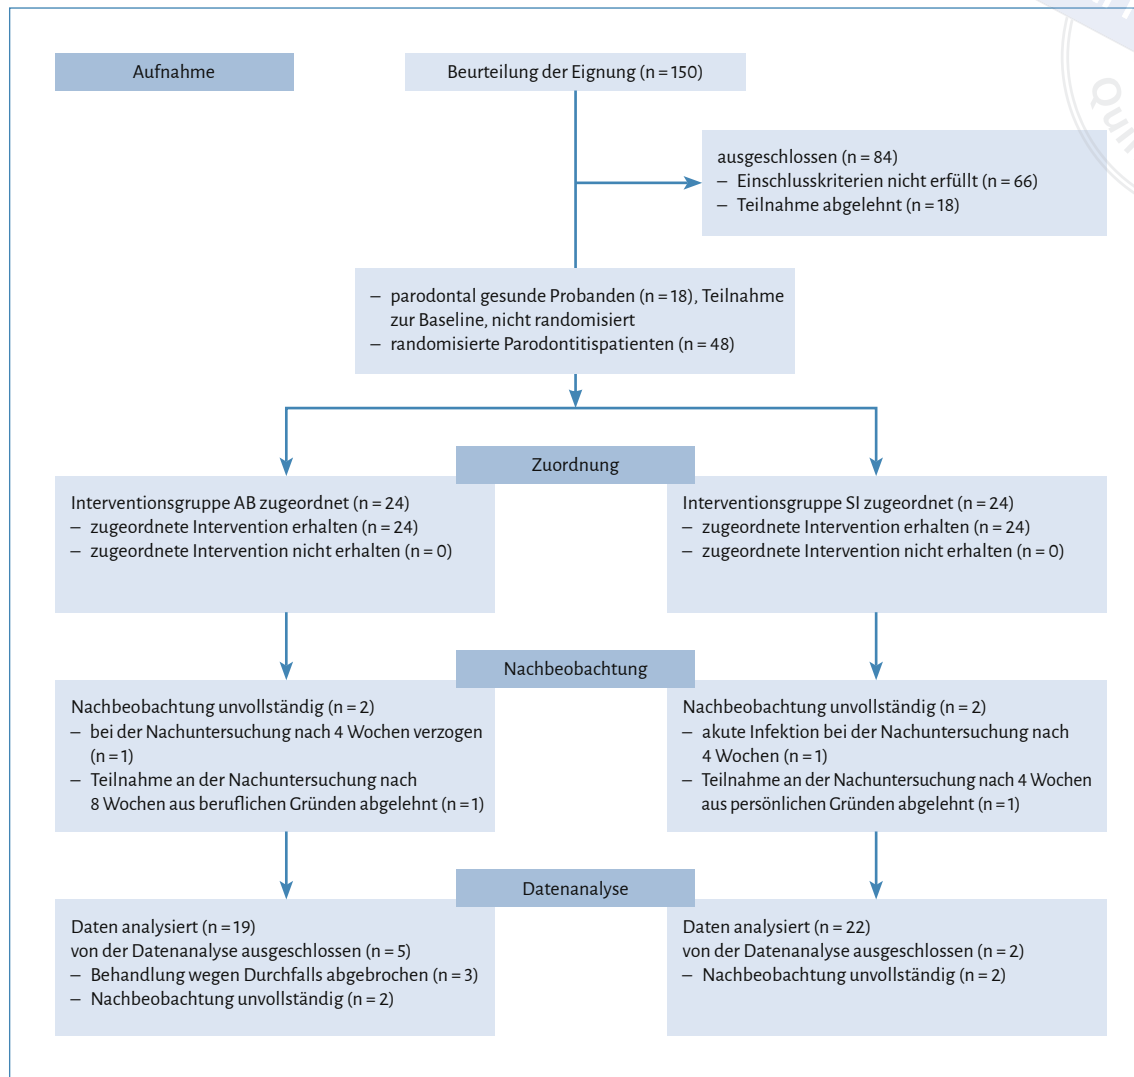 Aufnahme
Beurteilung der Eignung (n = 150)
ausgeschlossen (n = 84)
– Einschlusskriterien nicht erfüllt (n = 66)
– Teilnahme abgelehnt (n = 18)
– parodontal gesunde Probanden (n = 18), Teilnahme
zur Baseline, nicht randomisiert
– randomisierte Parodontitispatienten (n = 48)
Zuordnung
Interventionsgruppe AB zugeordnet (n = 24)
– zugeordnete Intervention erhalten (n = 24)
– zugeordnete Intervention nicht erhalten (n = 0)
Interventionsgruppe SI zugeordnet (n = 24)
– zugeordnete Intervention erhalten (n = 24)
– zugeordnete Intervention nicht erhalten (n = 0)
Nachbeobachtung
Nachbeobachtung unvollständig (n = 2)
– bei der Nachuntersuchung nach 4 Wochen verzogen
(n = 1)
– Teilnahme an der Nachuntersuchung nach
8 Wochen aus beruflichen Gründen abgelehnt (n = 1)
Nachbeobachtung unvollständig (n = 2)
– akute Infektion bei der Nachuntersuchung nach
4 Wochen (n = 1)
– Teilnahme an der Nachuntersuchung nach 4 Wochen
aus persönlichen Gründen abgelehnt (n = 1)
Datenanalyse
Daten analysiert (n = 19)
von der Datenanalyse ausgeschlossen (n = 5)
– Behandlung wegen Durchfalls abgebrochen (n = 3)
– Nachbeobachtung unvollständig (n = 2)
Daten analysiert (n = 22)
von der Datenanalyse ausgeschlossen (n = 2)
– Nachbeobachtung unvollständig (n = 2)